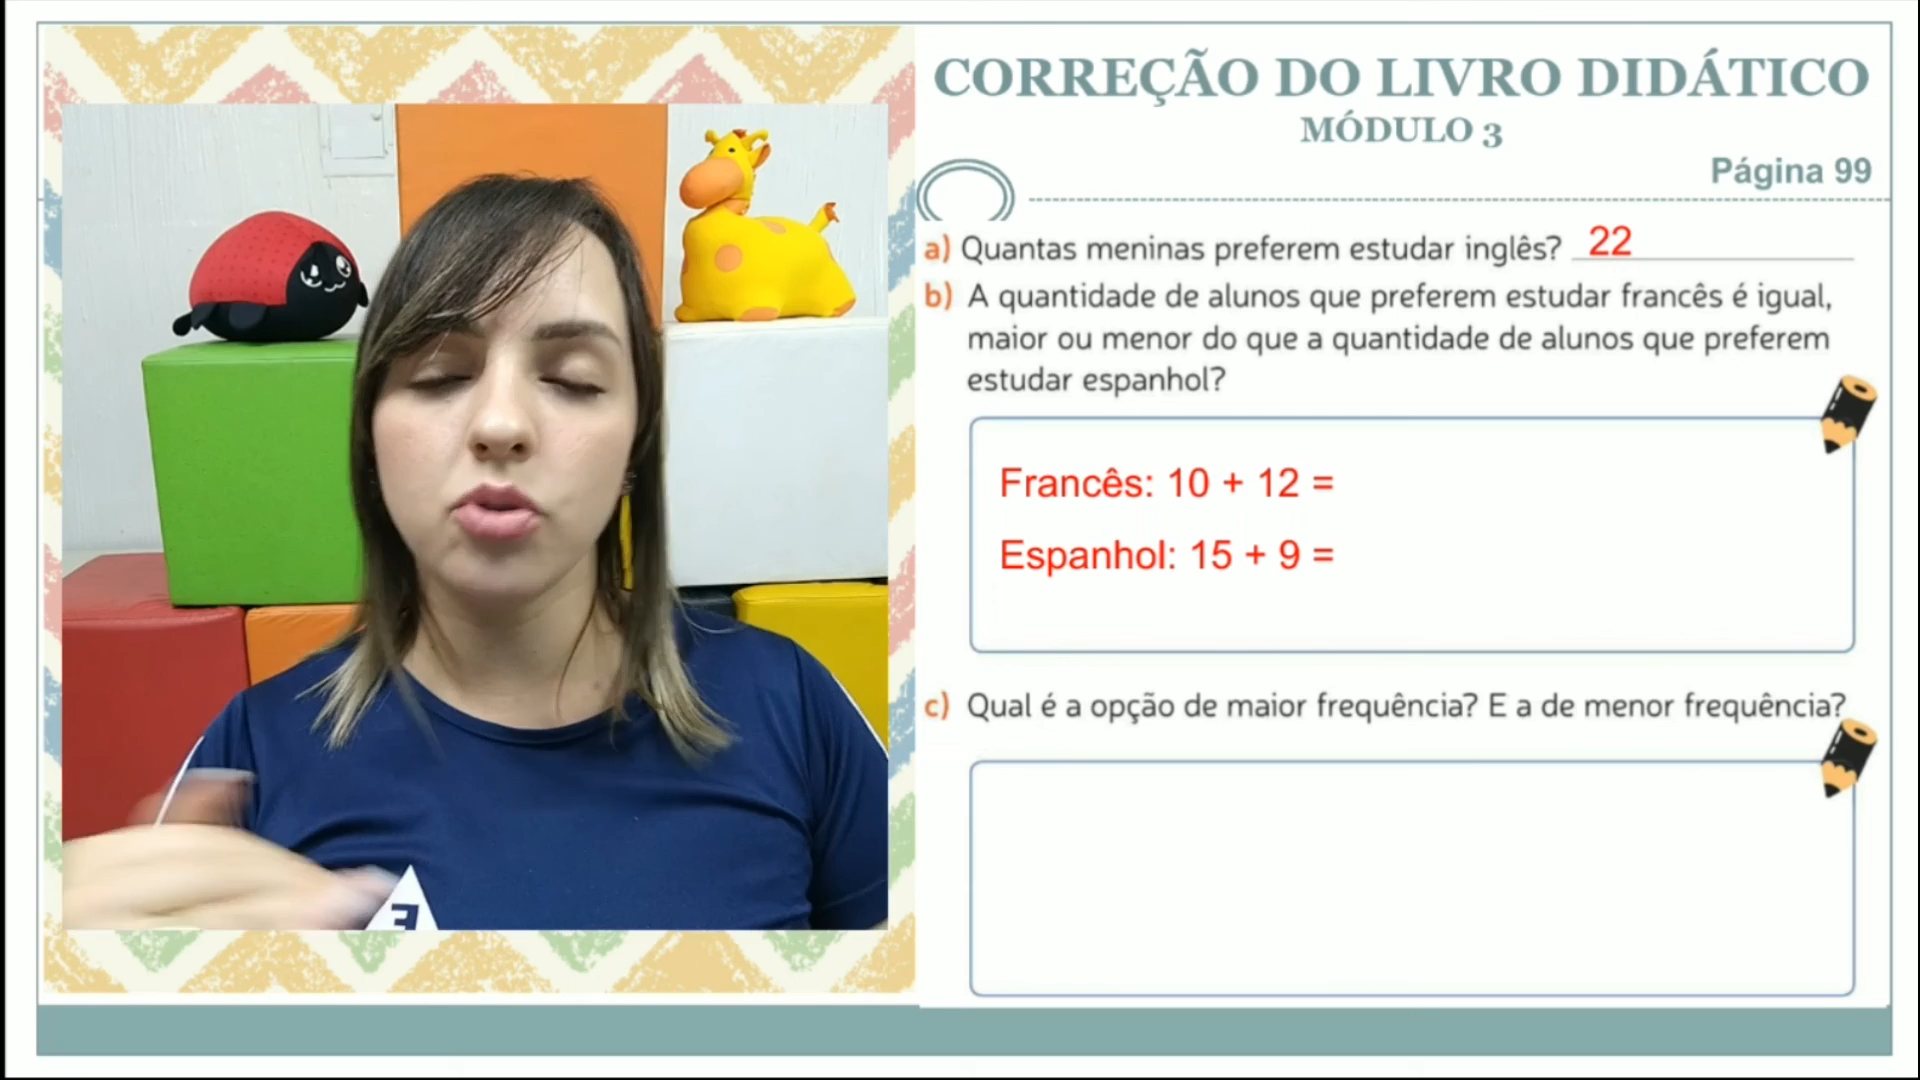 CORREÇÃO DO LIVRO DIDÁTICO
MÓDULO 3
Página 99
a) Quantas meninas preferem estudar inglês? 22
b) A quantidade de alunos que preferem estudar francês é igual,
maior ou menor do que a quantidade de alunos que preferem
estudar espanhol?
Francês: 10 + 12 =
Espanhol: 15 + 9 =
c) Qual é a opção de maior frequência? E a de menor frequência?
E